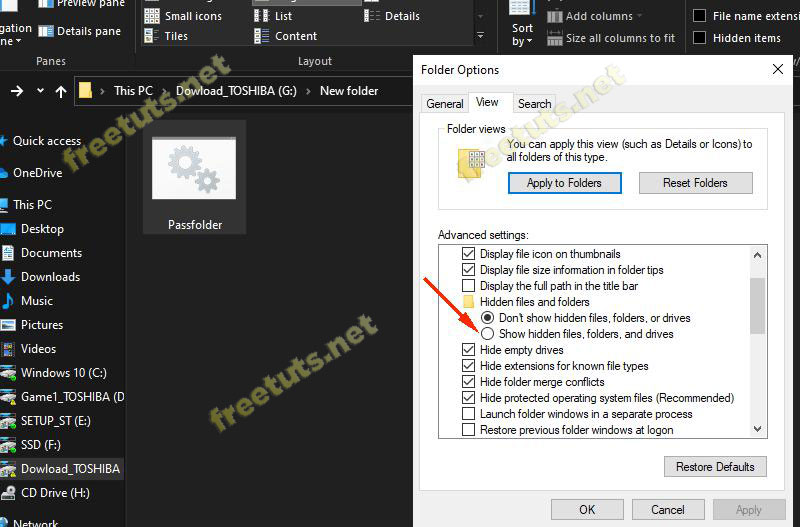 Preview pane
igation
ne
Details pane
Panes
Small icons
List
Details
Tiles
Content
Layout
Sort
by
Add columns
Size all columns to fit
File name extensi
Hidden items
This PC
Dowload_TOSHIBA (G:)
New folder
Quick access
OneDrive
This PC
Desktop
Documents
Downloads
Music
Pictures
Videos
Windows 10 (C:)
Game1_TOSHIBA (D
SETUP_ST (E:)
SSD (F:)
Dowload_TOSHIBA
CD Drive (H:)
Network
Passfolder
freetuts.net
freetuts.net
freetuts.net
Folder Options
General
View
Search
Folder views
You can apply this view (such as Details or Icons) to
all folders of this type.
Apply to Folders
Reset Folders
Advanced settings:
Display file icon on thumbnails
Display file size information in folder tips
Display the full path in the title bar
Hidden files and folders
Don't show hidden files, folders, or drives
Show hidden files, folders, and drives
Hide empty drives
Hide extensions for known file types
Hide folder merge conflicts
Hide protected operating system files (Recommended)
Launch folder windows in a separate process
Restore previous folder windows at logon
Restore Defaults
OK
Cancel
Apply